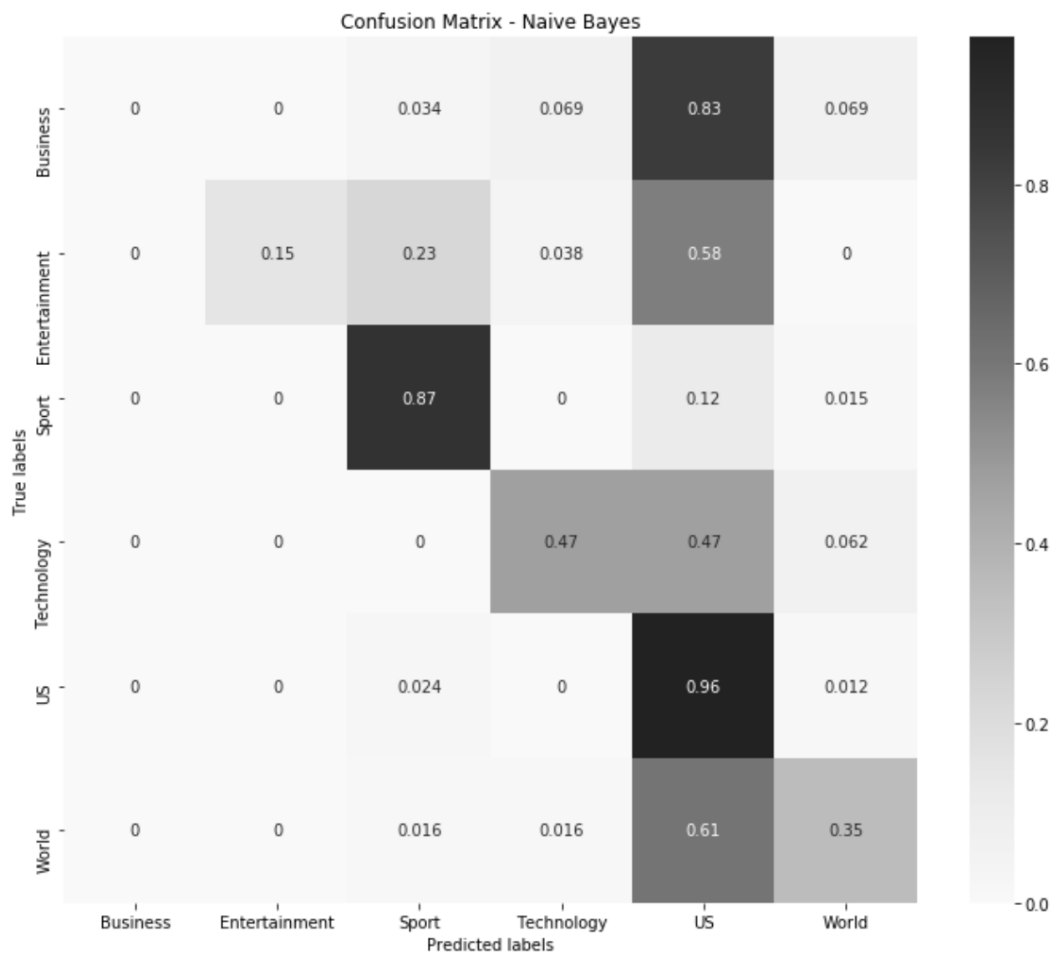 Confusion Matrix - Naive Bayes
Business 0 0 0.034 0.069 0.83 0.069
Entertainment 0 0.15 0.23 0.038 0.58 0
Sport 0 0 0.87 0 0.12 0.015
Technology 0 0 0 0.47 0.47 0.062
US 0 0 0.024 0 0.96 0.012
World 0 0 0.016 0.016 0.61 0.35
True labels
Business Entertainment Sport Technology US World
Predicted labels
0.8
0.6
0.4
0.2
0.0